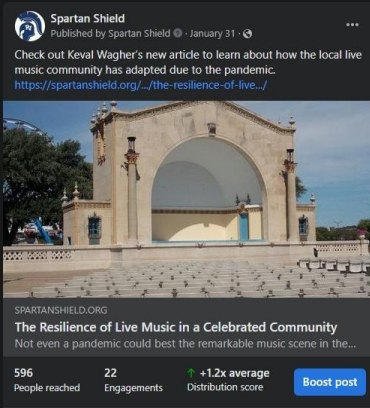 Spartan Shield
Published by Spartan Shield · January 31 ·
Check out Keval Wagher's new article to learn about how the local live
music community has adapted due to the pandemic.
https://spartanshield.org/.../the-resilience-of-live.../
SPARTANSHIELD.ORG
The Resilience of Live Music in a Celebrated Community
Not even a pandemic could best the remarkable music scene in the...
596 22 +1.2x average
People reached Engagements Distribution score
Boost post